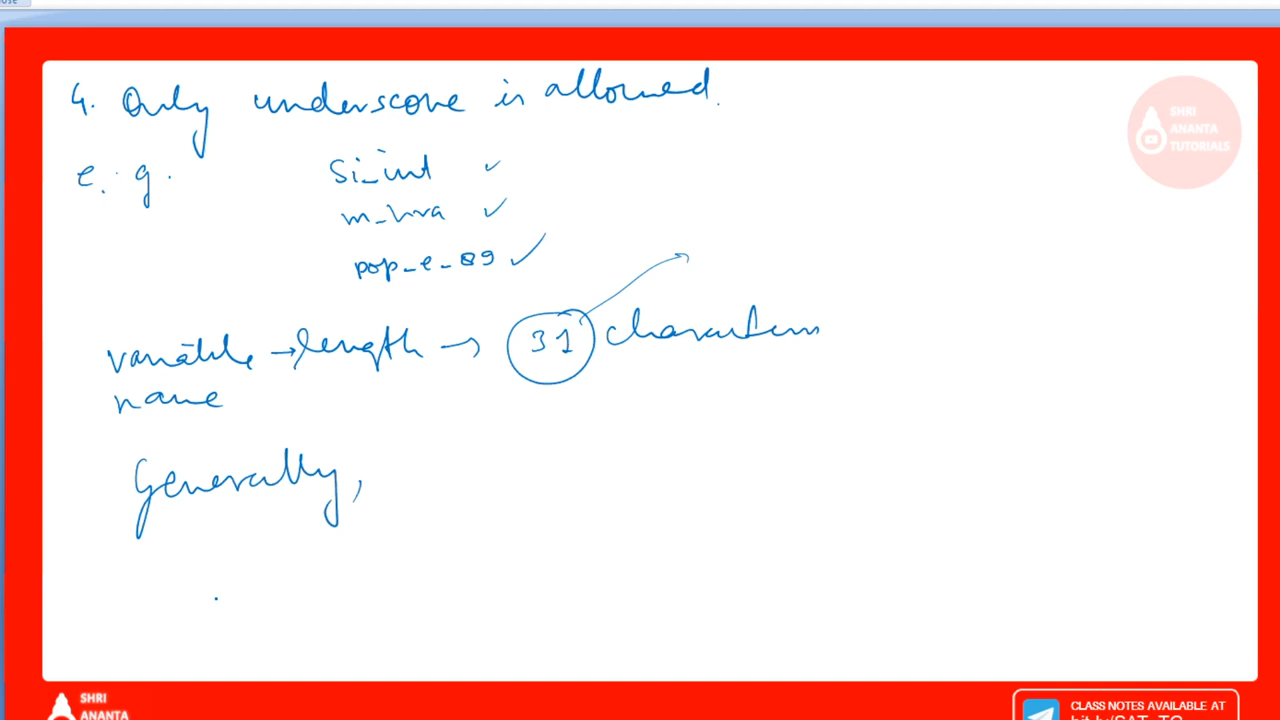 4. Only underscore is allowed.
e.g. si_int ✓
m_hra ✓
pop_e_89 ✓
variable → length → 31 characters
name
Generally,
SHRI
ANANTA
TUTORIALS
SHRI
ANANTA
CLASS NOTES AVAILABLE AT